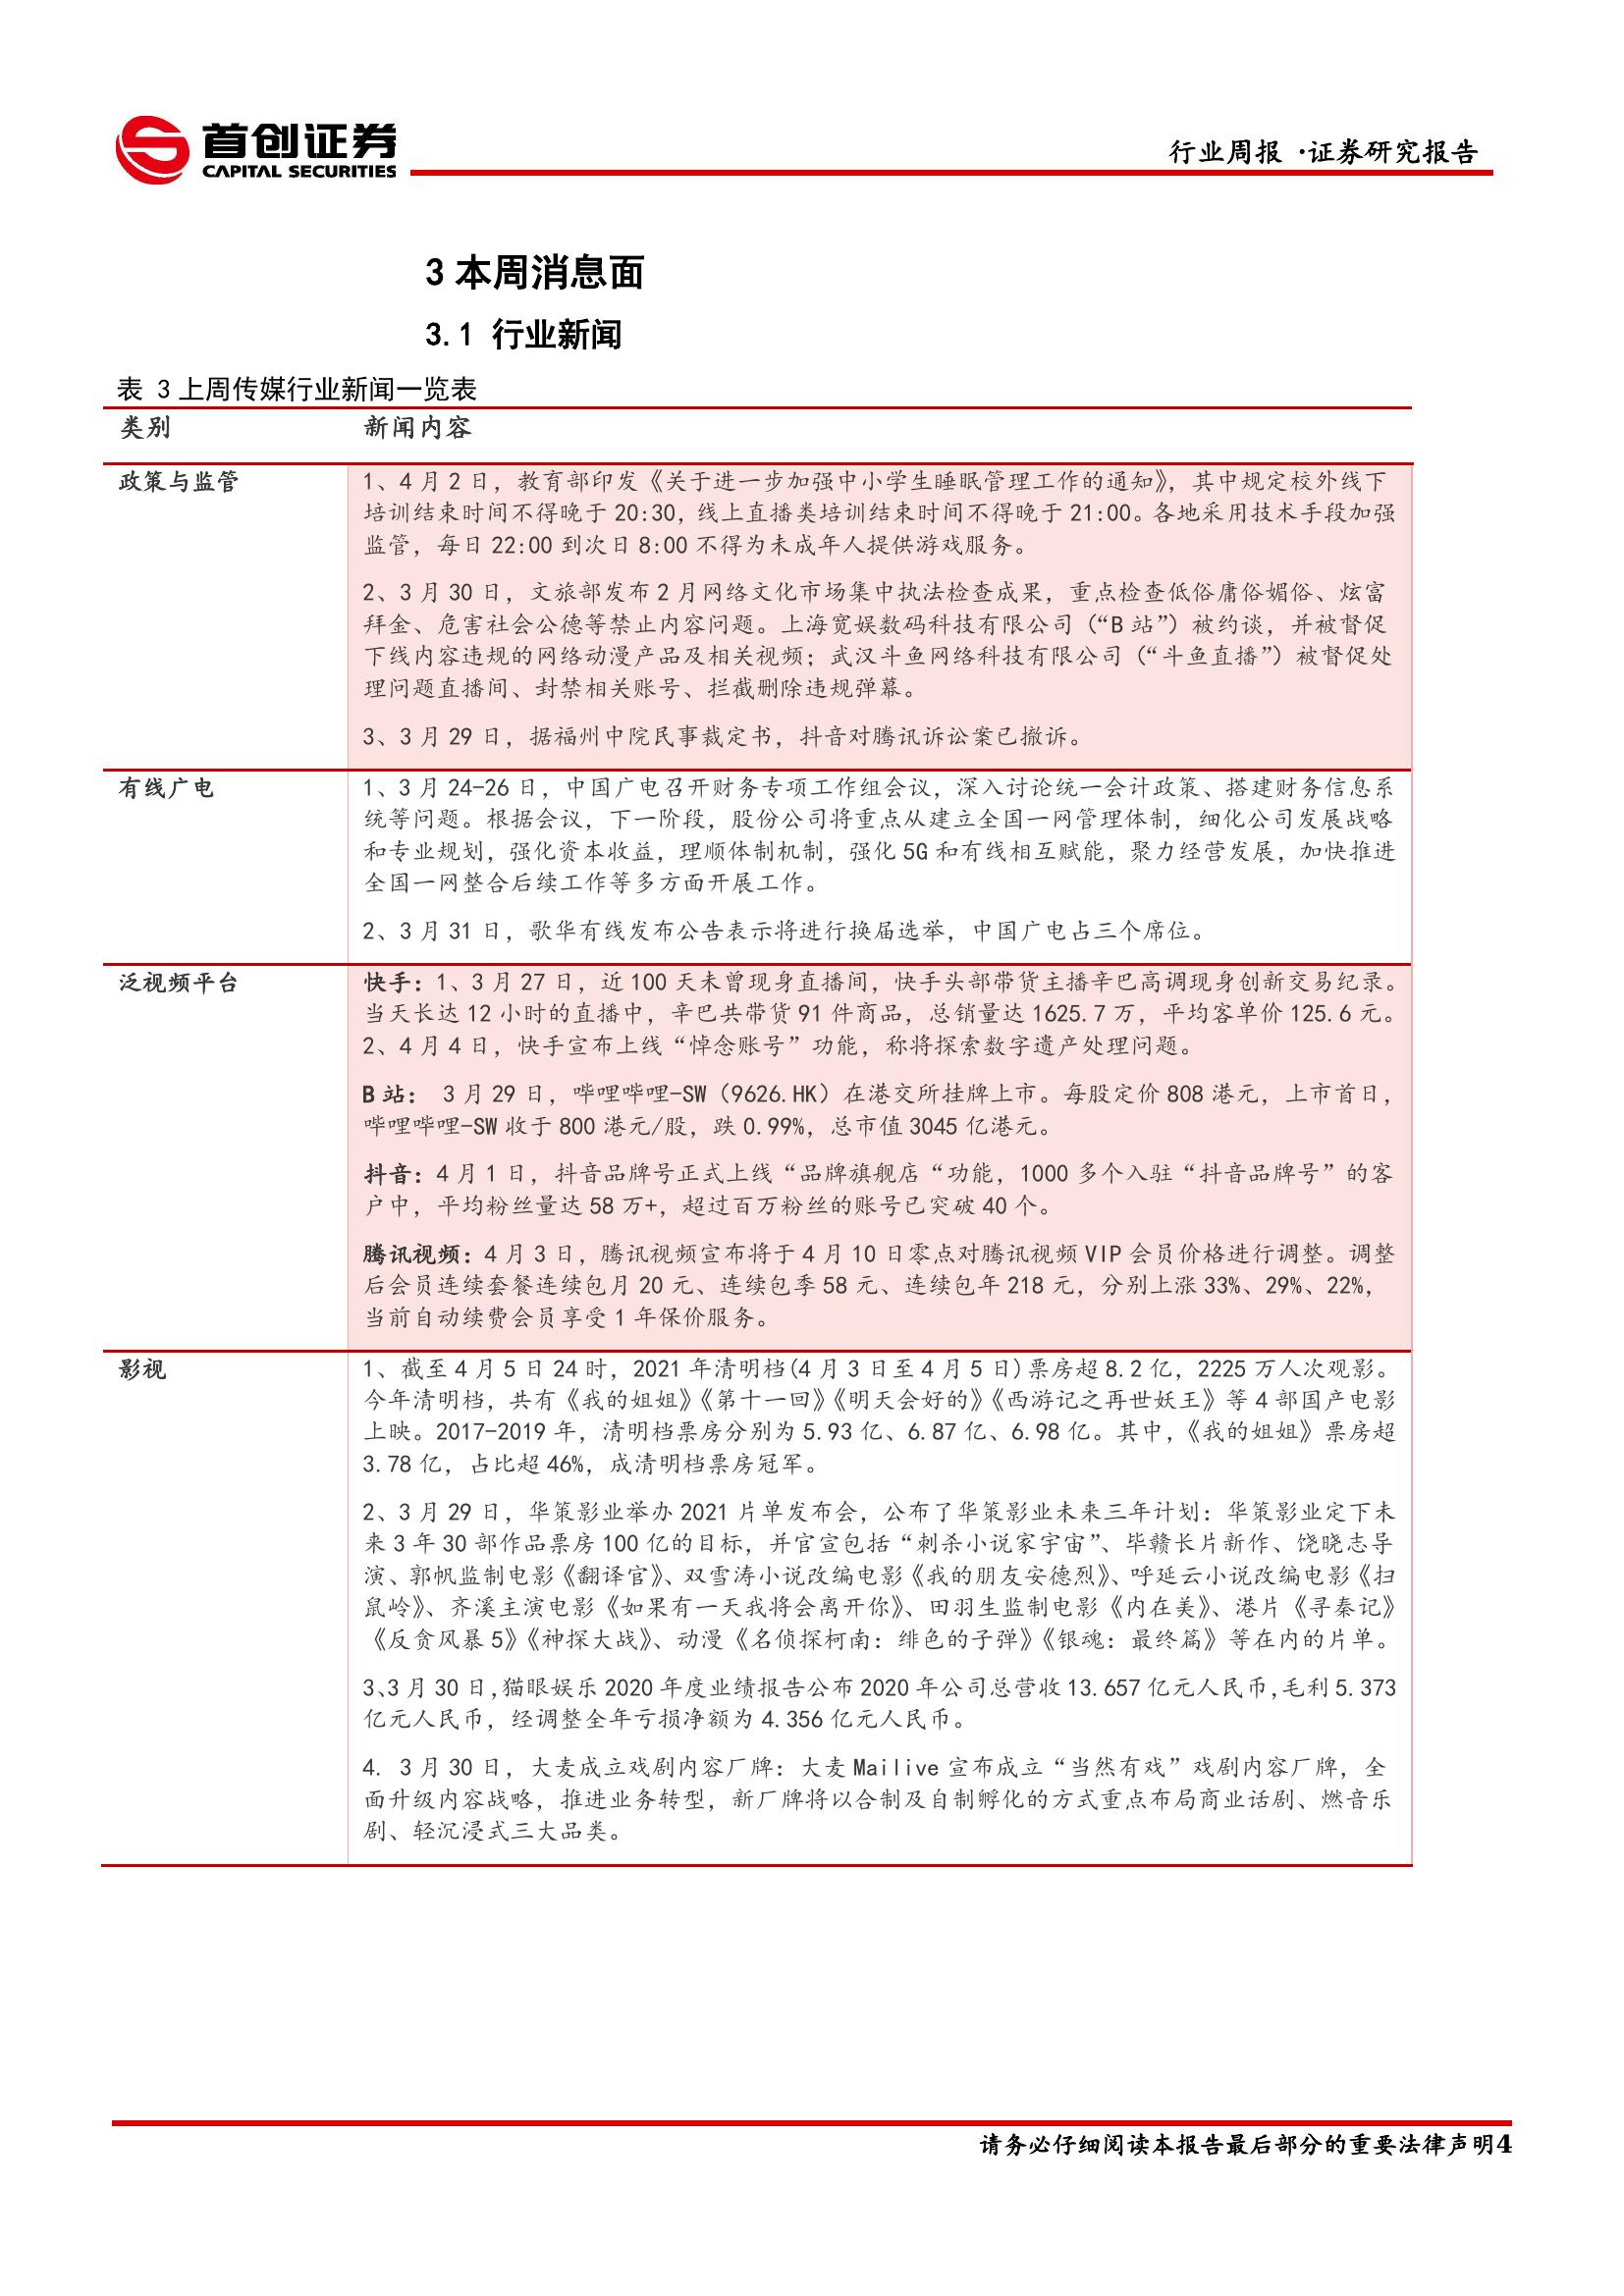 首创证券
CAPITAL SECURITIES
行业周报 ·证券研究报告
3 本周消息面
3.1 行业新闻
表 3 上周传媒行业新闻一览表
类别 新闻内容
政策与监管
1、4 月 2 日，教育部印发《关于进一步加强中小学生睡眠管理工作的通知》，其中规定校外线下
培训结束时间不得晚于 20:30，线上直播类培训结束时间不得晚于 21:00。各地采用技术手段加强
监管，每日 22:00 到次日 8:00 不得为未成年人提供游戏服务。
2、3 月 30 日，文旅部发布 2 月网络文化市场集中执法检查成果，重点检查低俗庸俗媚俗、炫富
拜金、危害社会公德等禁止内容问题。上海宽娱数码科技有限公司（“B 站”）被约谈，并被督促
下线内容违规的网络动漫产品及相关视频；武汉斗鱼网络科技有限公司（“斗鱼直播”）被督促处
理问题直播间、封禁相关账号、拦截删除违规弹幕。
3、3 月 29 日，据福州中院民事裁定书，抖音对腾讯诉讼案已撤诉。
有线广电
1、3 月 24-26 日，中国广电召开财务专项工作组会议，深入讨论统一会计政策、搭建财务信息系
统等问题。根据会议，下一阶段，股份公司将重点从建立全国一网管理体制，细化公司发展战略
和专业规划，强化资本收益，理顺体制机制，强化 5G 和有线相互赋能，聚力经营发展，加快推进
全国一网整合后续工作等多方面开展工作。
2、3 月 31 日，歌华有线发布公告表示将进行换届选举，中国广电占三个席位。
泛视频平台
快手：1、3 月 27 日，近 100 天未曾现身直播间，快手头部带货主播辛巴高调现身创新交易纪录。
当天长达 12 小时的直播中，辛巴共带货 91 件商品，总销量达 1625.7 万，平均客单价 125.6 元。
2、4 月 4 日，快手宣布上线“悼念账号”功能，称将探索数字遗产处理问题。
B 站： 3 月 29 日，哔哩哔哩-SW（9626.HK）在港交所挂牌上市。每股定价 808 港元，上市首日，
哔哩哔哩-SW 收于 800 港元/股，跌 0.99%，总市值 3045 亿港元。
抖音：4 月 1 日，抖音品牌号正式上线“品牌旗舰店“功能，1000 多个入驻“抖音品牌号”的客
户中，平均粉丝量达 58 万+，超过百万粉丝的账号已突破 40 个。
腾讯视频：4 月 3 日，腾讯视频宣布将于 4 月 10 日零点对腾讯视频 VIP 会员价格进行调整。调整
后会员连续套餐连续包月 20 元、连续包季 58 元、连续包年 218 元，分别上涨 33%、29%、22%，
当前自动续费会员享受 1 年保价服务。
影视
1、截至 4 月 5 日 24 时，2021 年清明档(4 月 3 日至 4 月 5 日)票房超 8.2 亿，2225 万人次观影。
今年清明档，共有《我的姐姐》《第十一回》《明天会好的》《西游记之再世妖王》等 4 部国产电影
上映。2017-2019 年，清明档票房分别为 5.93 亿、6.87 亿、6.98 亿。其中，《我的姐姐》票房超
3.78 亿，占比超 46%，成清明档票房冠军。
2、3 月 29 日，华策影业举办 2021 片单发布会，公布了华策影业未来三年计划：华策影业定下未
来 3 年 30 部作品票房 100 亿的目标，并官宣包括“刺杀小说家宇宙”、毕赣长片新作、饶晓志导
演、郭帆监制电影《翻译官》、双雪涛小说改编电影《我的朋友安德烈》、呼延云小说改编电影《扫
鼠岭》、齐溪主演电影《如果有一天我将会离开你》、田羽生监制电影《内在美》、港片《寻秦记》
《反贪风暴 5》《神探大战》、动漫《名侦探柯南：绯色的子弹》《银魂：最终篇》等在内的片单。
3、3 月 30 日，猫眼娱乐 2020 年度业绩报告公布 2020 年公司总营收 13.657 亿元人民币，毛利 5.373
亿元人民币，经调整全年亏损净额为 4.356 亿元人民币。
4. 3 月 30 日，大麦成立戏剧内容厂牌：大麦 Mailive 宣布成立“当然有戏”戏剧内容厂牌，全
面升级内容战略，推进业务转型，新厂牌将以合制及自制孵化的方式重点布局商业话剧、燃音乐
剧、轻沉浸式三大品类。
请务必仔细阅读本报告最后部分的重要法律声明4